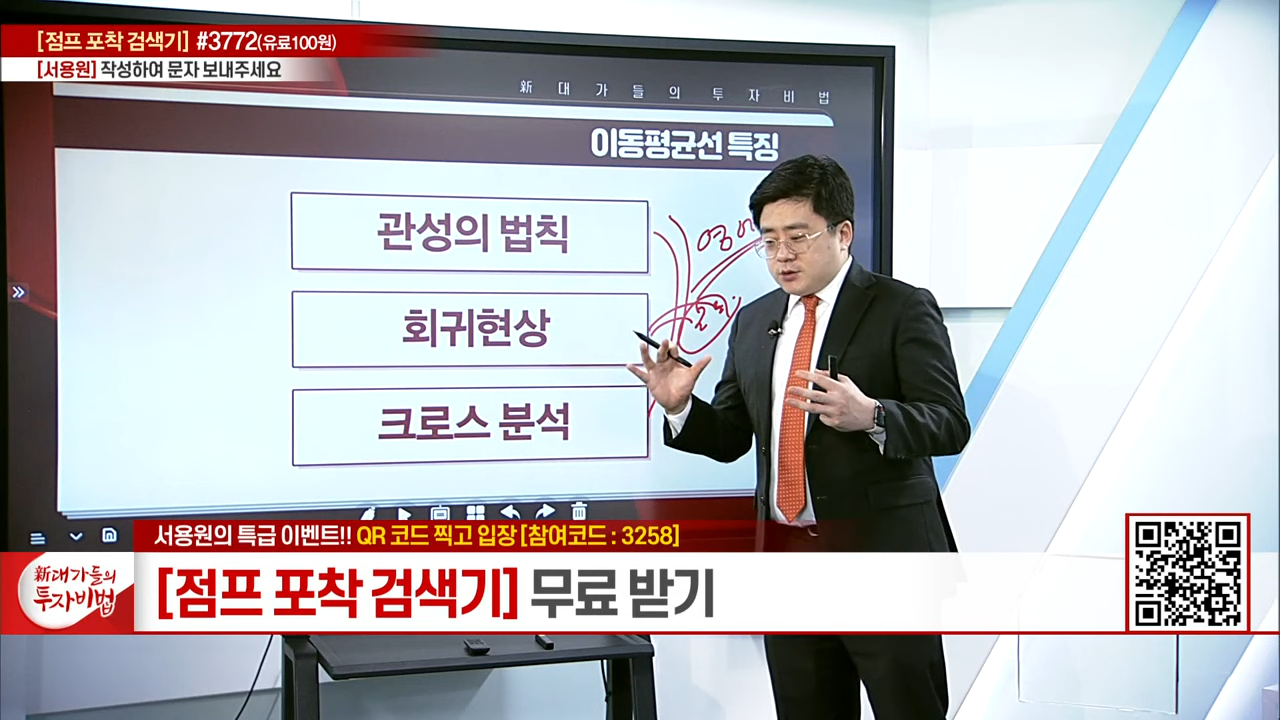 [점프 포착 검색기] #3772(유료100원)
[서용원] 작성하여 문자 보내주세요
新 대 가 들 의 투 자 비 법
이동평균선 특징
관성의 법칙
회귀현상
크로스 분석
서용원의 특급 이벤트!! QR 코드 찍고 입장 [참여코드 : 3258]
新대가들의
투자비법
[점프 포착 검색기] 무료 받기